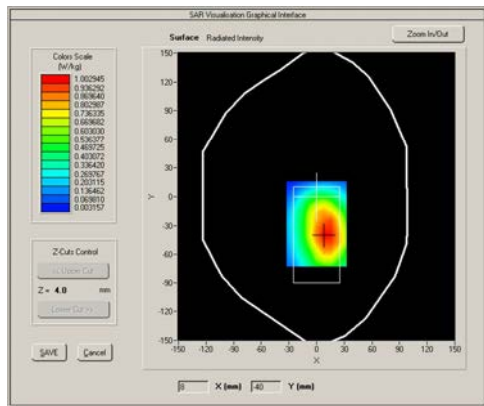 SAR Visualisation Graphical Interface
Surface Radiated Intensity
Zoom In/Out
Colors Scale
(W/kg)
1.002945
0.936292
0.869640
0.802987
0.736335
0.669682
0.603030
0.536377
0.469725
0.403072
0.336420
0.269767
0.203115
0.136462
0.069810
0.003157
Z-Cuts Control
<< Upper Cut
Z = 4.0 mm
Lower Cut >>
SAVE Cancel
150-
120-
90-
60-
30-
0-
-30-
-60-
-90-
-120-
-150-
Y
-150 -120 -90 -60 -30 0 30 60 90 120 150
X
8 X (mm) -40 Y (mm)